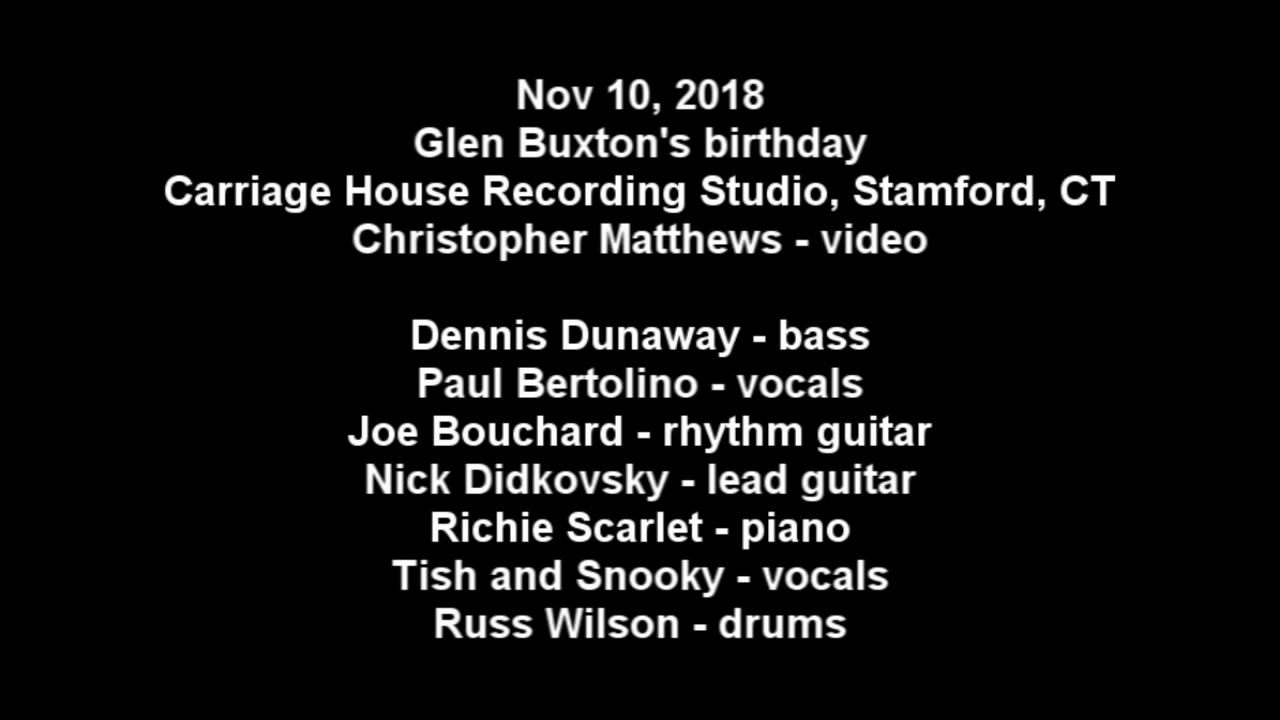 Nov 10, 2018
Glen Buxton's birthday
Carriage House Recording Studio, Stamford, CT
Christopher Matthews - video
Dennis Dunaway - bass
Paul Bertolino - vocals
Joe Bouchard - rhythm guitar
Nick Didkovsky - lead guitar
Richie Scarlet - piano
Tish and Snooky - vocals
Russ Wilson - drums